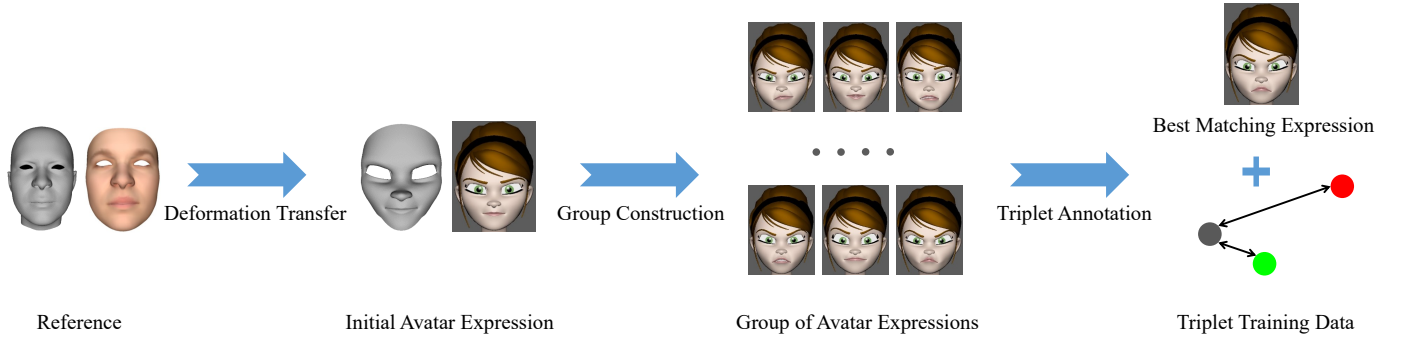 Best Matching Expression
Deformation Transfer
Group Construction
Triplet Annotation
Reference
Initial Avatar Expression
Group of Avatar Expressions
Triplet Training Data